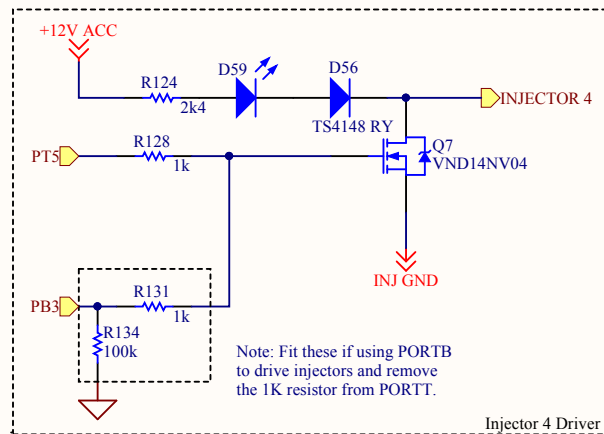 +12V ACC
D59
D56
R124
2k4
INJECTOR 4
TS4148 RY
R128
PT5
1k
Q7
VND14NV04
INJ GND
R131
PB3
1k
R134
100k
Note: Fit these if using PORTB
to drive injectors and remove
the 1K resistor from PORTT.
Injector 4 Driver